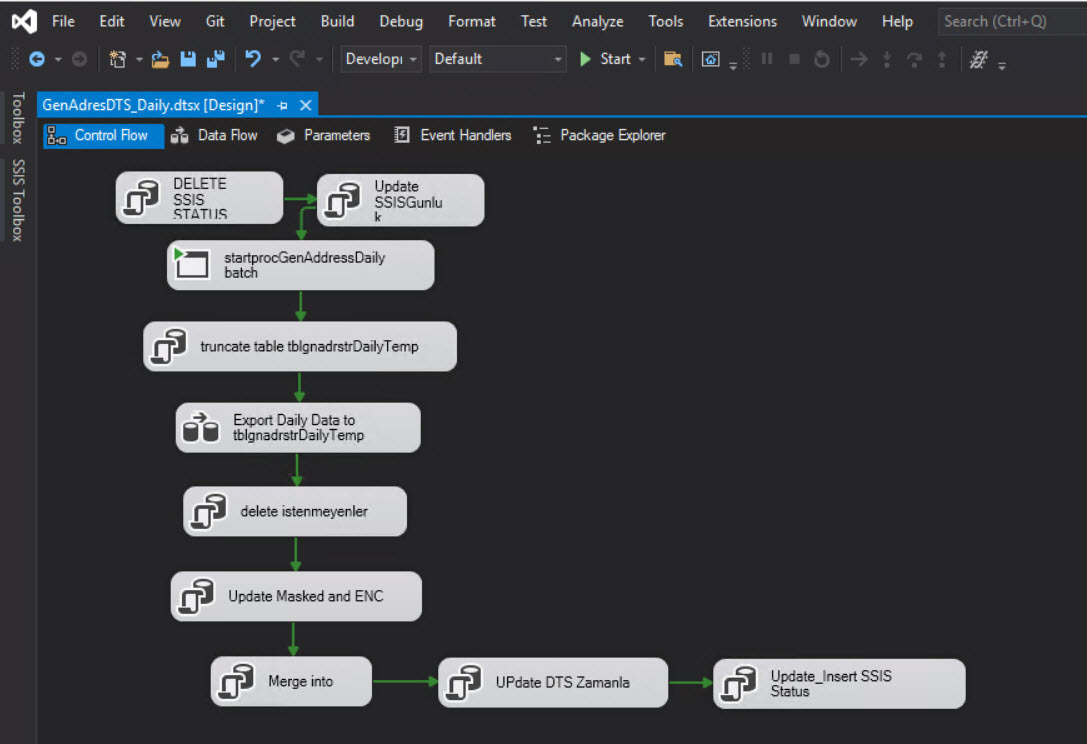 File Edit View Git Project Build Debug Format Test Analyze Tools Extensions Window Help Search (Ctrl+Q)
Developi Default Start
Toolbox
SSIS Toolbox
GenAdresDTS_Daily.dtsx [Design]*
Control Flow Data Flow Parameters Event Handlers Package Explorer
DELETE
SSIS
STATUS
Update
SSISGunlu
k
startprocGenAddressDaily
batch
truncate table tblgnadrstrDailyTemp
Export Daily Data to
tblgnadrstrDailyTemp
delete istenmeyenler
Update Masked and ENC
Merge into
UPdate DTS Zamanla
Update_Insert SSIS
Status